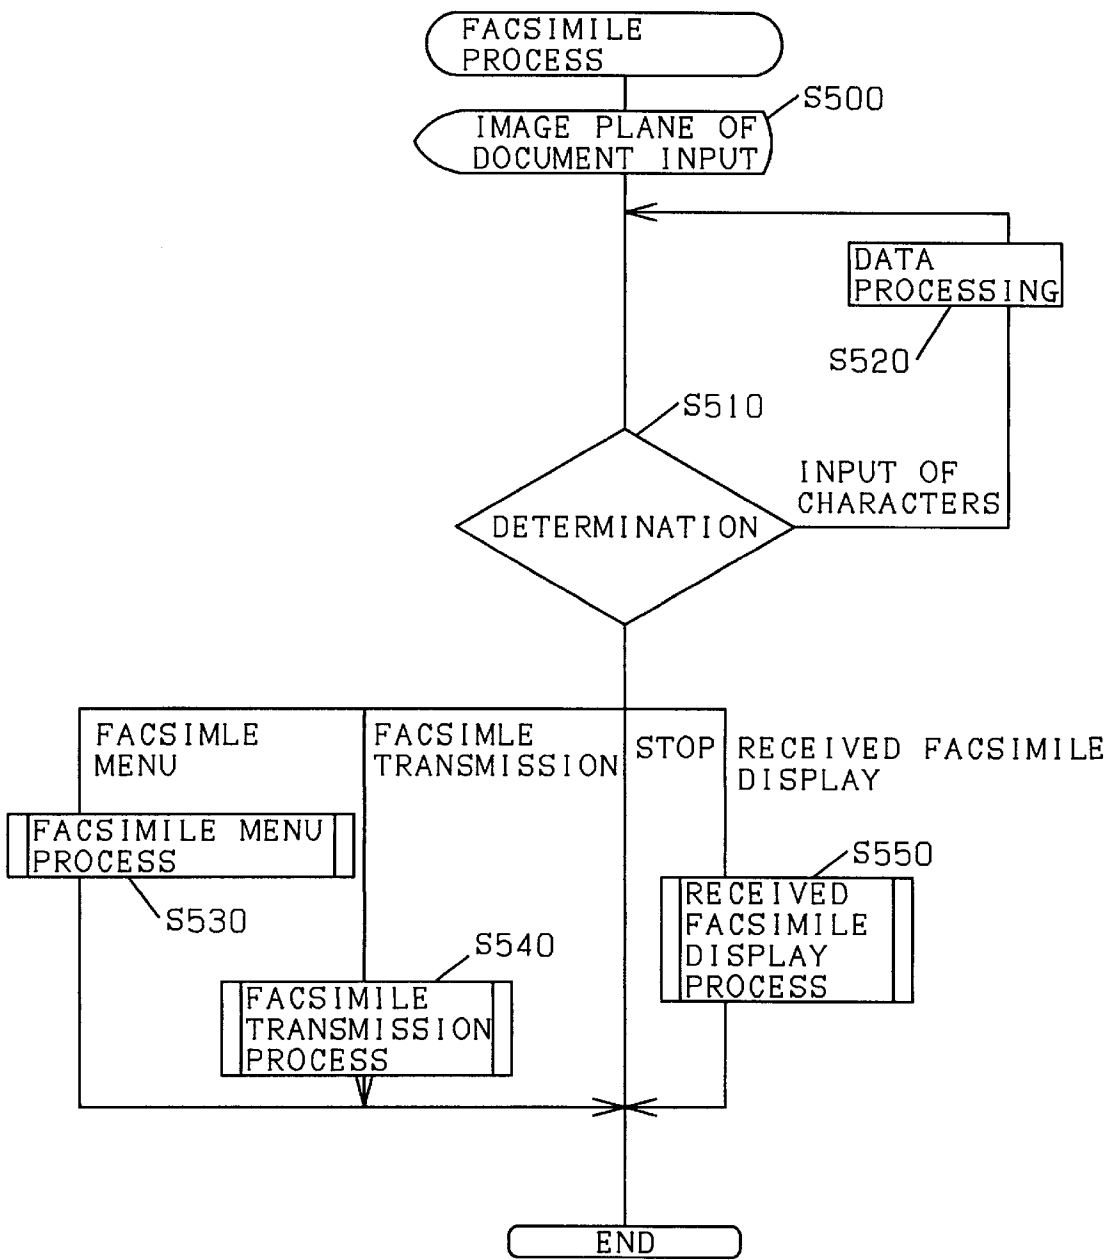 FACSIMILE
PROCESS
S500
IMAGE PLANE OF
DOCUMENT INPUT
DATA
PROCESSING
S520
S510
INPUT OF
CHARACTERS
DETERMINATION
FACSIMLE
MENU
FACSIMLE
TRANSMISSION
STOP
RECEIVED FACSIMILE
DISPLAY
FACSIMILE MENU
PROCESS
S530
S550
RECEIVED
FACSIMILE
DISPLAY
PROCESS
S540
FACSIMILE
TRANSMISSION
PROCESS
END